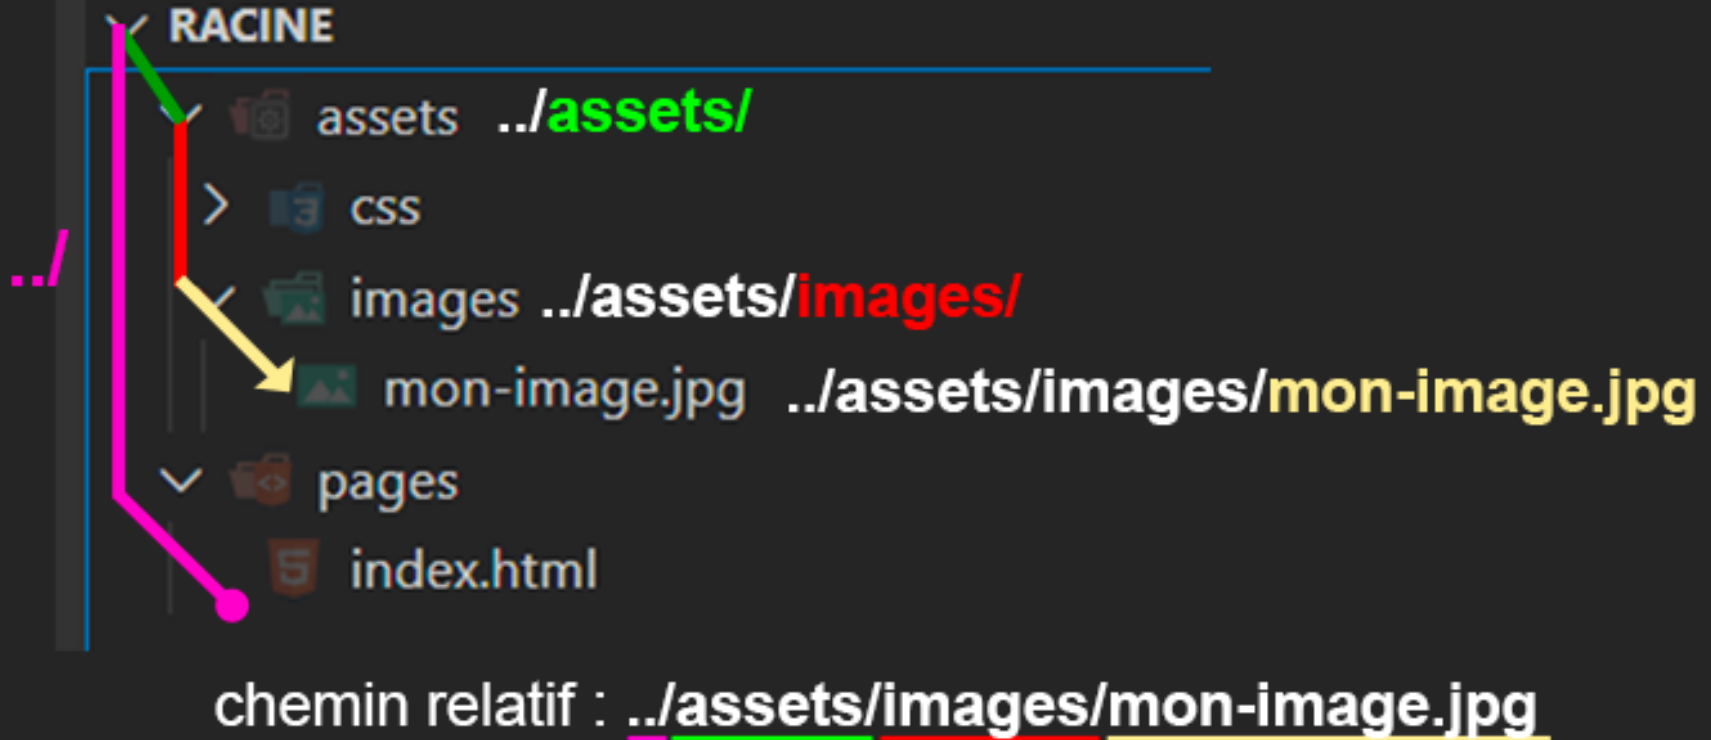 RACINE
assets ../assets/
css
../
images ../assets/images/
mon-image.jpg ../assets/images/mon-image.jpg
pages
index.html
chemin relatif : ../assets/images/mon-image.jpg